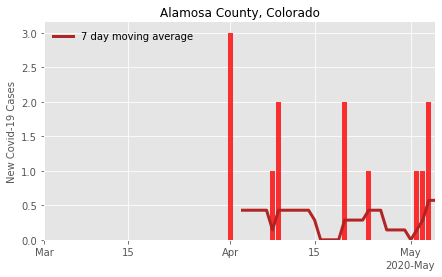 Alamosa County, Colorado
7 day moving average
New Covid-19 Cases
3.0
2.5
2.0
1.5
1.0
0.5
0.0
Mar 15 Apr 15 May
2020-May